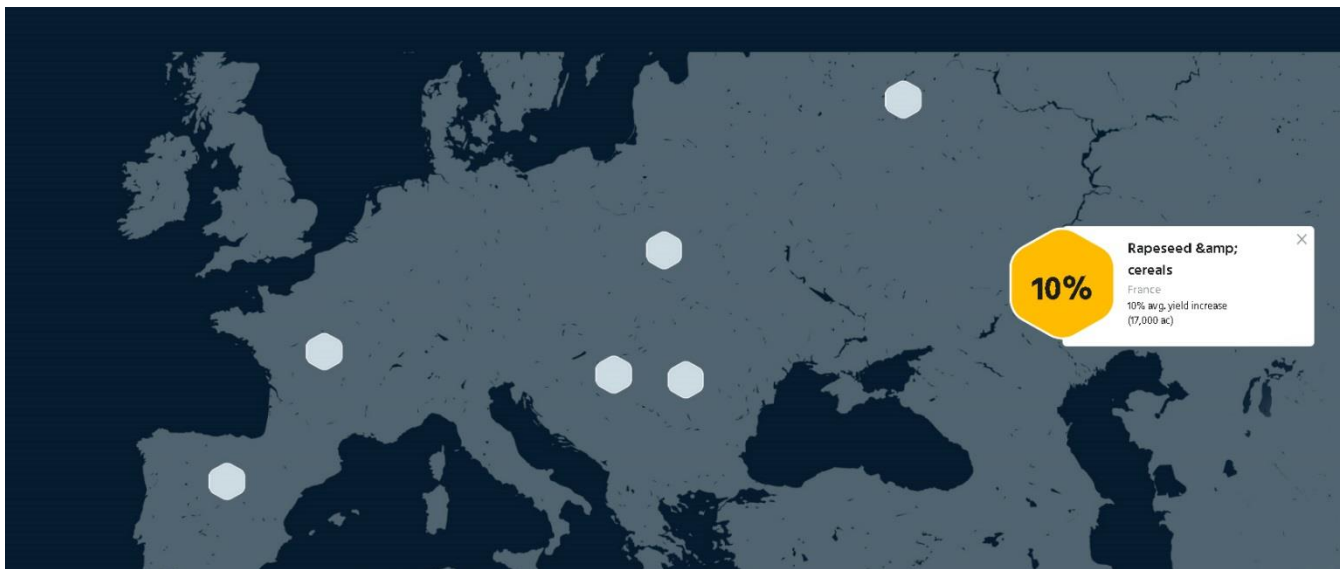 10%
Rapeseed &amp;
cereals
France
10% avg. yield increase
(17,000 ac)